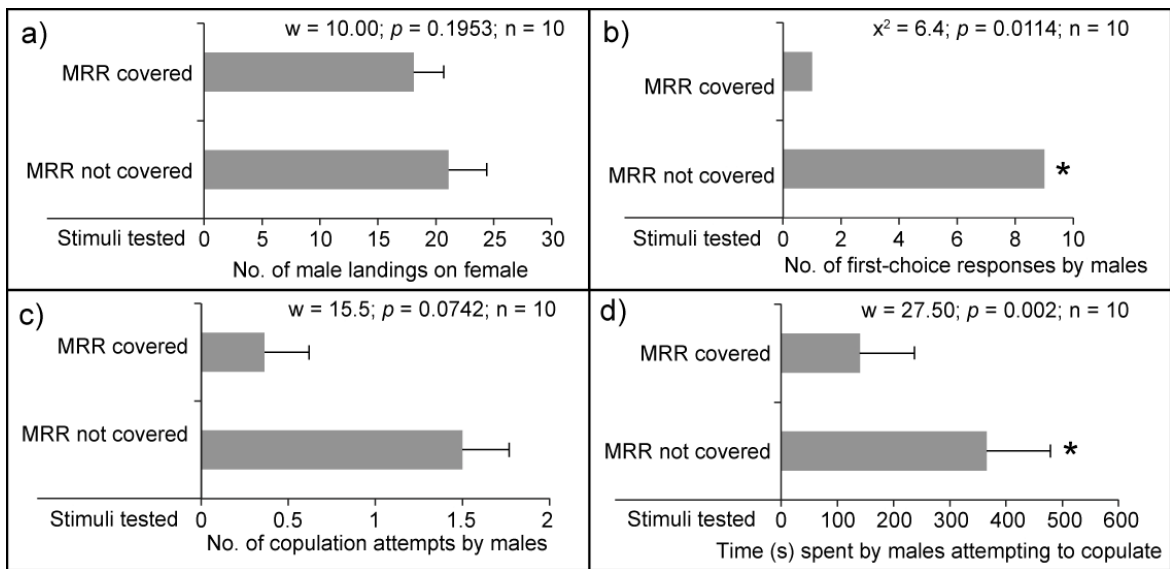 a)
w = 10.00; p = 0.1953; n = 10
MRR covered
MRR not covered
Stimuli tested
0 5 10 15 20 25 30
No. of male landings on female
b)
x² = 6.4; p = 0.0114; n = 10
MRR covered
MRR not covered
*
Stimuli tested
0 2 4 6 8 10
No. of first-choice responses by males
c)
w = 15.5; p = 0.0742; n = 10
MRR covered
MRR not covered
Stimuli tested
0 0.5 1 1.5 2
No. of copulation attempts by males
d)
w = 27.50; p = 0.002; n = 10
MRR covered
MRR not covered
*
Stimuli tested
0 100 200 300 400 500 600
Time (s) spent by males attempting to copulate